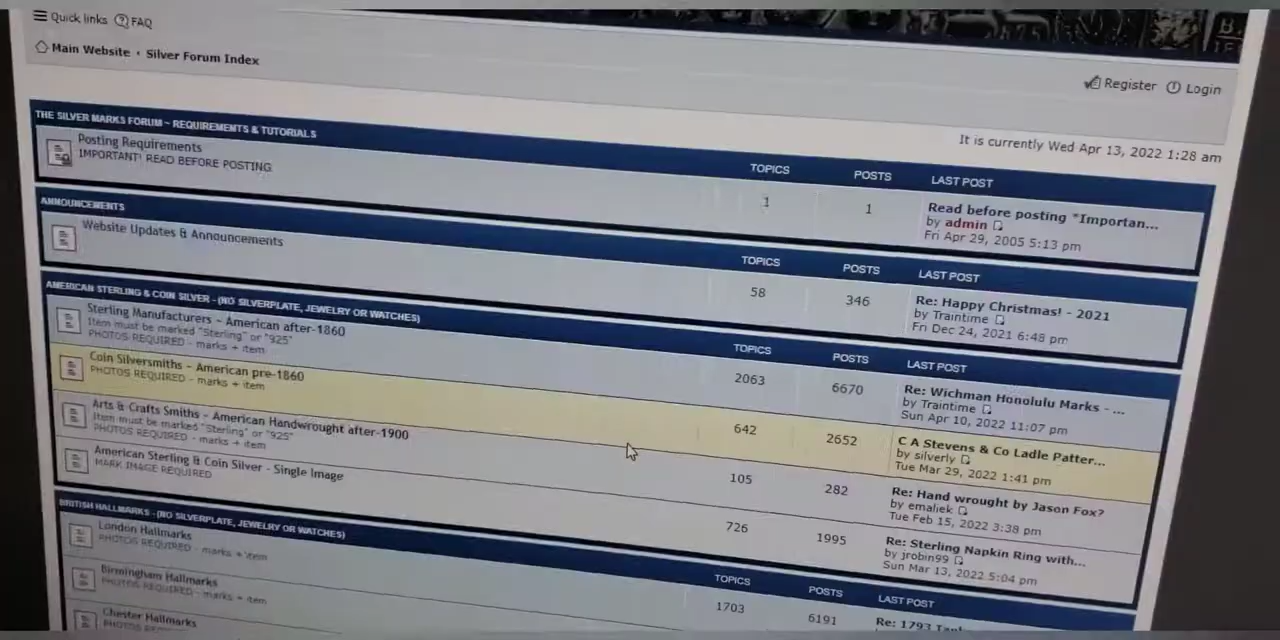 Quick links FAQ
Main Website ‹ Silver Forum Index
Register Login
It is currently Wed Apr 13, 2022 1:28 am
THE SILVER MARKS FORUM ~ REQUIREMENTS & TUTORIALS TOPICS POSTS LAST POST
Posting Requirements
IMPORTANT! READ BEFORE POSTING
1 1
Read before posting "Importan...
by admin
Fri Apr 29, 2005 5:13 pm
ANNOUNCEMENTS TOPICS POSTS LAST POST
Website Updates & Announcements
58 346
Re: Happy Christmas! - 2021
by Traintime
Fri Dec 24, 2021 6:48 pm
AMERICAN STERLING & COIN SILVER - (NO SILVERPLATE, JEWELRY OR WATCHES) TOPICS POSTS LAST POST
Sterling Manufacturers - American after-1860
Item must be marked "Sterling" or "925"
PHOTOS REQUIRED - marks + item
2063 6670
Re: Wichman Honolulu Marks - ...
by Traintime
Sun Apr 10, 2022 11:07 pm
Coin Silversmiths - American pre-1860
PHOTOS REQUIRED - marks + item
642 2652
C A Stevens & Co Ladle Patter...
by silverly
Tue Mar 29, 2022 1:41 pm
Arts & Crafts Smiths - American Handwrought after-1900
Item must be marked "Sterling" or "925"
PHOTOS REQUIRED - marks + item
105 282
Re: Hand wrought by Jason Fox?
by emaliek
Tue Feb 15, 2022 3:38 pm
American Sterling & Coin Silver - Single Image
MARK IMAGE REQUIRED
726 1995
Re: Sterling Napkin Ring with...
by jrobin99
Sun Mar 13, 2022 5:04 pm
BRITISH HALLMARKS - (NO SILVERPLATE, JEWELRY OR WATCHES) TOPICS POSTS LAST POST
London Hallmarks
PHOTOS REQUIRED - marks + item
1703 6191
Re: 1793
Birmingham Hallmarks
PHOTOS REQUIRED - marks + item
Chester Hallmarks